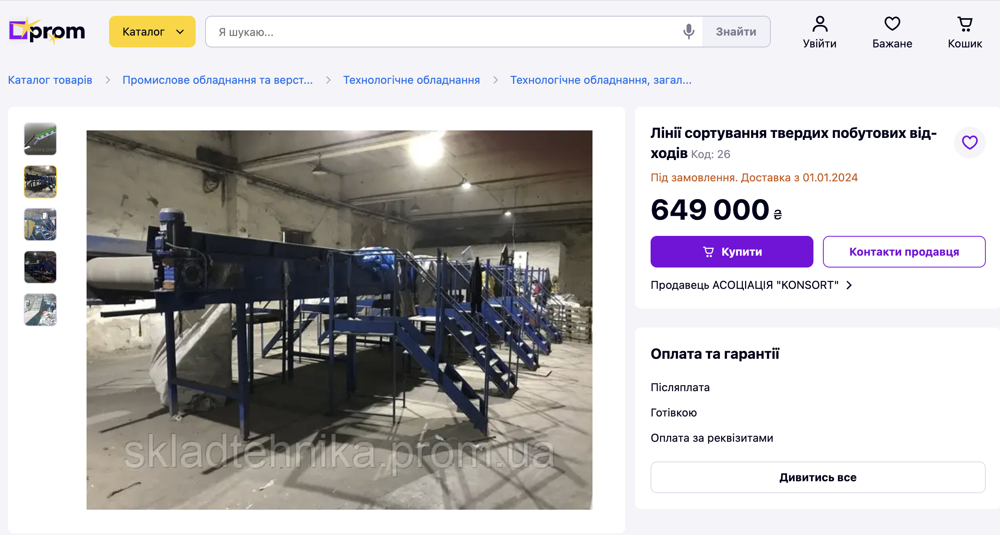 prom
Каталог
Я шукаю...
Знайти
Увійти
Бажане
Кошик
Каталог товарів
Промислове обладнання та верст...
Технологічне обладнання
Технологічне обладнання, загал...
Лінії сортування твердих побутових від-
ходів Код: 26
Під замовлення. Доставка з 01.01.2024
649 000 ₴
Купити
Контакти продавця
Продавець АСОЦІАЦІЯ "KONSORT"
Оплата та гарантії
Післяплата
Готівкою
Оплата за реквізитами
Дивитись все
skladtehnika.prom.ua